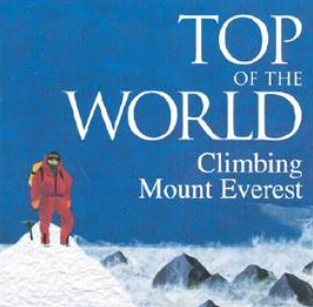 TOP
OF THE
WORLD
Climbing
Mount Everest